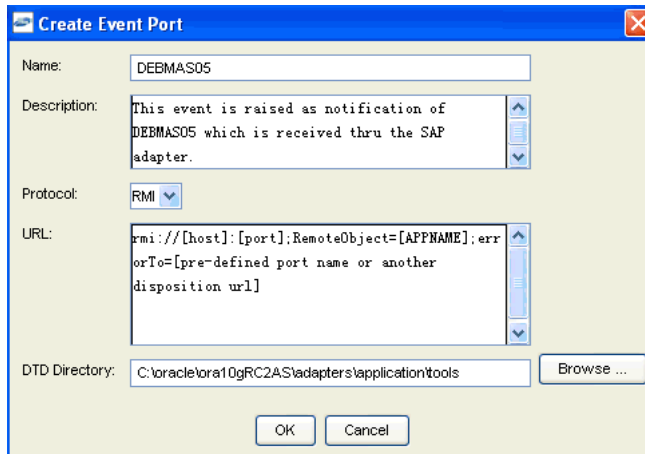 Create Event Port
Name:
DEBMAS05
Description:
This event is raised as notification of
DEBMAS05 which is received thru the SAP
adapter.
Protocol:
RMI
URL:
rmi://[host]:[port];RemoteObject=[APPNAME];err
orTo=[pre-defined port name or another
disposition url]
DTD Directory:
C:\oracle\ora10gRC2AS\adapters\application\tools
Browse ...
OK
Cancel